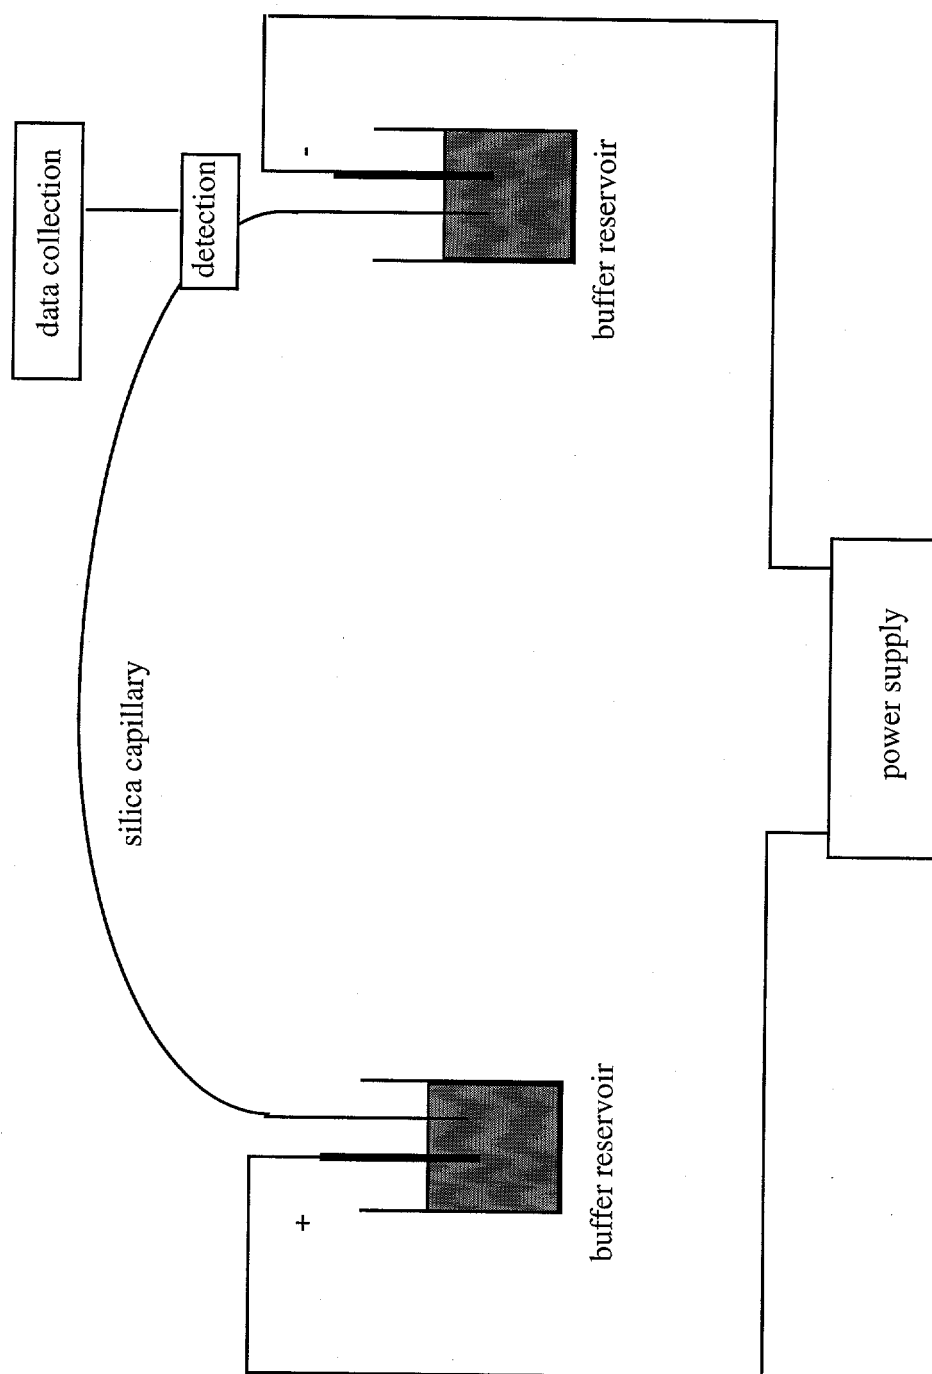 data collection
detection
-
buffer reservoir
silica capillary
power supply
+
buffer reservoir